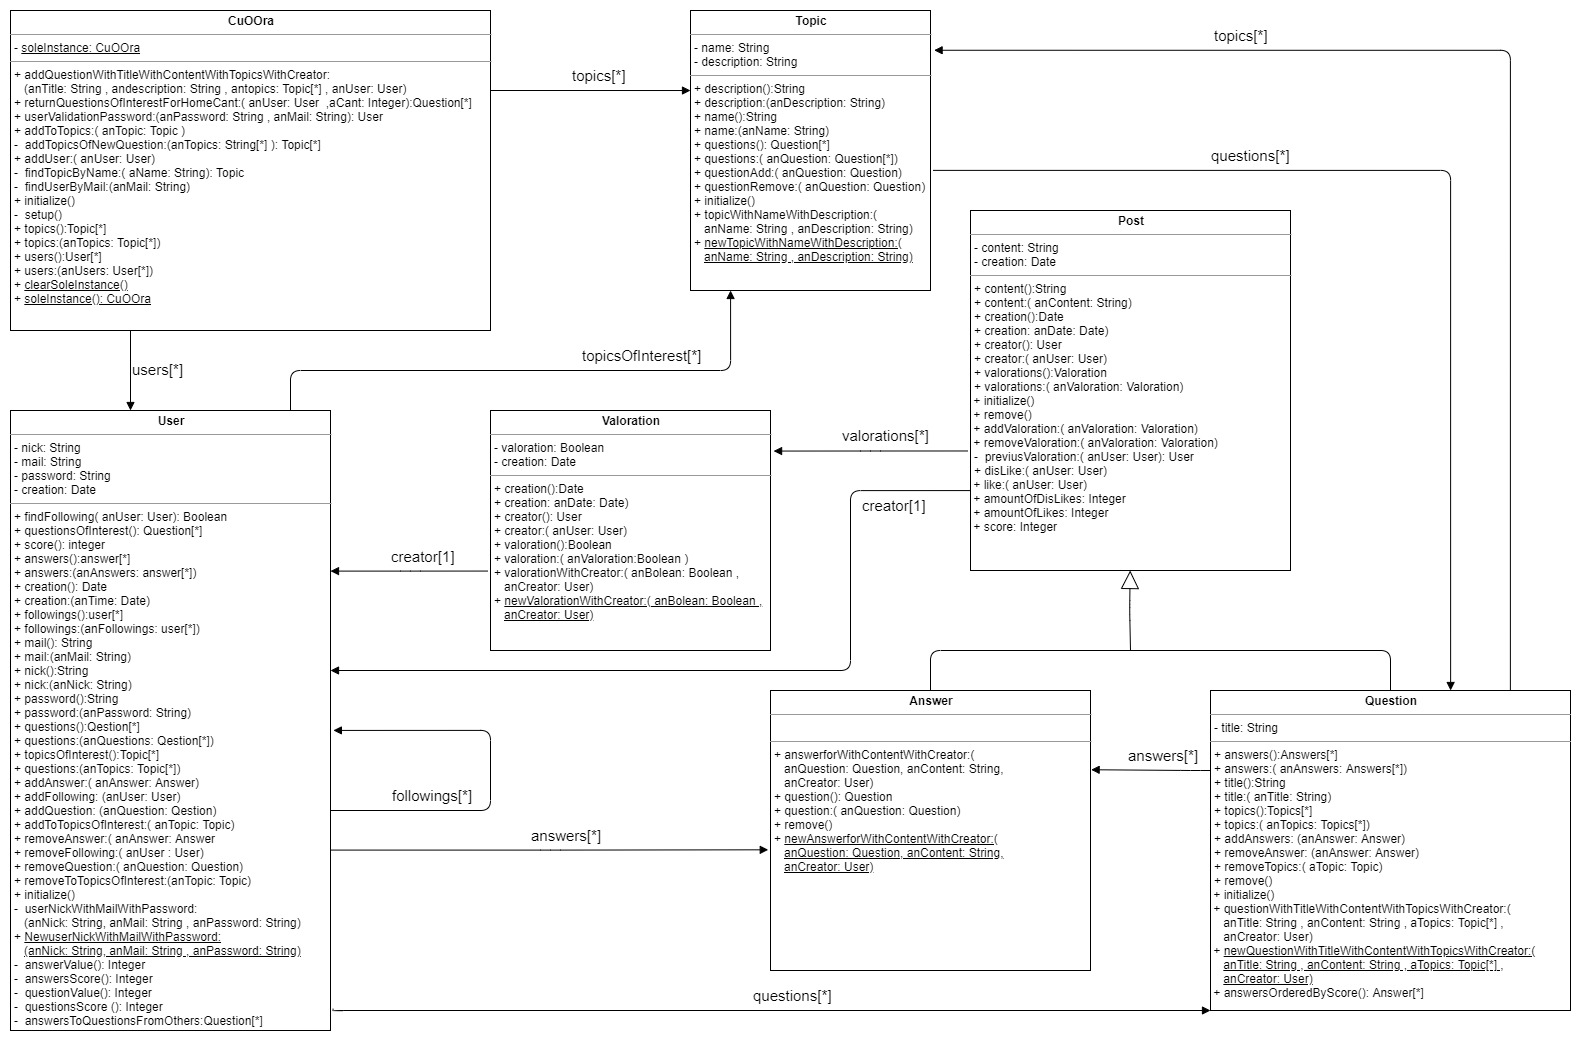 CuOOra
- soleInstance: CuOOra
+ addQuestionWithTitleWithContentWithTopicsWithCreator:
(anTitle: String , andescription: String , antopics: Topic[*] , anUser: User)
+ returnQuestionsOfInterestForHomeCant:( anUser: User  ,aCant: Integer):Question[*]
+ userValidationPassword:(anPassword: String , anMail: String): User
+ addToTopics:( anTopic: Topic )
-  addTopicsOfNewQuestion:(anTopics: String[*] ): Topic[*]
+ addUser:( anUser: User)
-  findTopicByName:( aName: String): Topic
-  findUserByMail:(anMail: String)
+ initialize()
-  setup()
+ topics():Topic[*]
+ topics:(anTopics: Topic[*])
+ users():User[*]
+ users:(anUsers: User[*])
+ clearSoleInstance()
+ soleInstance(): CuOOra
topics[*]
Topic
- name: String
- description: String
+ description():String
+ description:(anDescription: String)
+ name():String
+ name:(anName: String)
+ questions(): Question[*]
+ questions:( anQuestion: Question[*])
+ questionAdd:( anQuestion: Question)
+ questionRemove:( anQuestion: Question)
+ initialize()
+ topicWithNameWithDescription:(
anName: String , anDescription: String)
+ newTopicWithNameWithDescription:(
anName: String , anDescription: String)
topics[*]
questions[*]
Post
- content: String
- creation: Date
+ content():String
+ content:( anContent: String)
+ creation():Date
+ creation: anDate: Date)
+ creator(): User
+ creator:( anUser: User)
+ valorations():Valoration
+ valorations:( anValoration: Valoration)
+ initialize()
+ remove()
+ addValoration:( anValoration: Valoration)
+ removeValoration:( anValoration: Valoration)
-  previusValoration:( anUser: User): User
+ disLike:( anUser: User)
+ like:( anUser: User)
+ amountOfDisLikes: Integer
+ amountOfLikes: Integer
+ score: Integer
users[*]
topicsOfInterest[*]
User
- nick: String
- mail: String
- password: String
- creation: Date
+ findFollowing( anUser: User): Boolean
+ questionsOfInterest(): Question[*]
+ score(): integer
+ answers():answer[*]
+ answers:(anAnswers: answer[*])
+ creation(): Date
+ creation:(anTime: Date)
+ followings():user[*]
+ followings:(anFollowings: user[*])
+ mail(): String
+ mail:(anMail: String)
+ nick():String
+ nick:(anNick: String)
+ password():String
+ password:(anPassword: String)
+ questions():Qestion[*]
+ questions:(anQuestions: Qestion[*])
+ topicsOfInterest():Topic[*]
+ questions:(anTopics: Topic[*])
+ addAnswer:( anAnswer: Answer)
+ addFollowing: (anUser: User)
+ addQuestion: (anQuestion: Qestion)
+ addToTopicsOfInterest:( anTopic: Topic)
+ removeAnswer:( anAnswer: Answer
+ removeFollowing:( anUser : User)
+ removeQuestion:( anQuestion: Question)
+ removeToTopicsOfInterest:(anTopic: Topic)
+ initialize()
-  userNickWithMailWithPassword:
(anNick: String, anMail: String , anPassword: String)
+ NewuserNickWithMailWithPassword:
(anNick: String, anMail: String , anPassword: String)
-  answerValue(): Integer
-  answersScore(): Integer
-  questionValue(): Integer
-  questionsScore (): Integer
-  answersToQuestionsFromOthers:Question[*]
Valoration
- valoration: Boolean
- creation: Date
+ creation():Date
+ creation: anDate: Date)
+ creator(): User
+ creator:( anUser: User)
+ valoration():Boolean
+ valoration:( anValoration:Boolean )
+ valorationWithCreator:( anBolean: Boolean ,
anCreator: User)
+ newValorationWithCreator:( anBolean: Boolean ,
anCreator: User)
valorations[*]
creator[1]
creator[1]
followings[*]
answers[*]
questions[*]
Answer
+ answerforWithContentWithCreator:(
anQuestion: Question, anContent: String,
anCreator: User)
+ question(): Question
+ question:( anQuestion: Question)
+ remove()
+ newAnswerforWithContentWithCreator:(
anQuestion: Question, anContent: String,
anCreator: User)
answers[*]
Question
- title: String
+ answers():Answers[*]
+ answers:( anAnswers: Answers[*])
+ title():String
+ title:( anTitle: String)
+ topics():Topics[*]
+ topics:( anTopics: Topics[*])
+ addAnswers: (anAnswer: Answer)
+ removeAnswer: (anAnswer: Answer)
+ removeTopics:( aTopic: Topic)
+ remove()
+ initialize()
+ questionWithTitleWithContentWithTopicsWithCreator:(
anTitle: String , anContent: String , aTopics: Topic[*] ,
anCreator: User)
+ newQuestionWithTitleWithContentWithTopicsWithCreator:(
anTitle: String , anContent: String , aTopics: Topic[*] ,
anCreator: User)
+ answersOrderedByScore(): Answer[*]